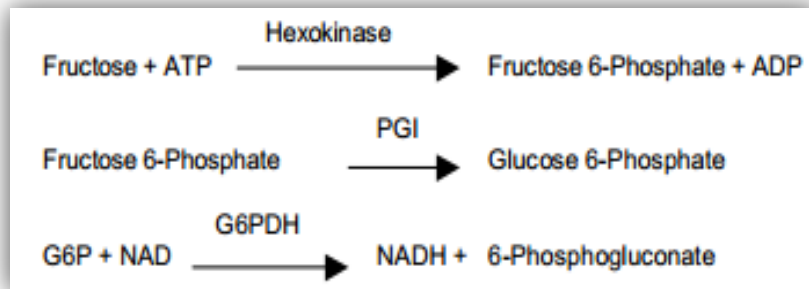 Hexokinase
Fructose + ATP Fructose 6-Phosphate + ADP
PGI
Fructose 6-Phosphate Glucose 6-Phosphate
G6PDH
G6P + NAD NADH + 6-Phosphogluconate